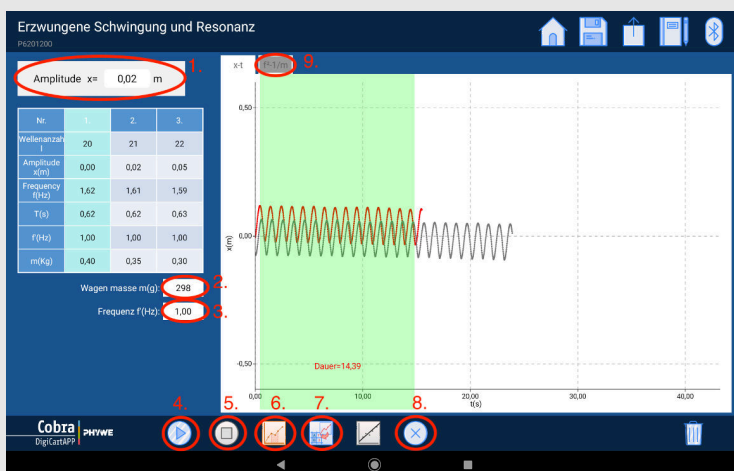 Erzwungene Schwingung und Resonanz
P6201200
Amplitude x= 0,02 m
1.
x-t
f²-1/m
9.
Nr. 1. 2. 3.
Wellenanzahl 20 21 22
Amplitude x(m) 0,00 0,02 0,05
Frequency f(Hz) 1,62 1,61 1,59
T(s) 0,62 0,62 0,63
f'(Hz) 1,00 1,00 1,00
m(Kg) 0,40 0,35 0,30
Wagen masse m(g): 298 2.
Frequenz f'(Hz): 1,00 3.
0,50
0,00
-0,50
x(m)
Dauer=14,39
0,00 10,00 20,00 30,00 40,00
t(s)
4. 5. 6. 7. 8.
Cobra PHYWE
DigiCartAPP